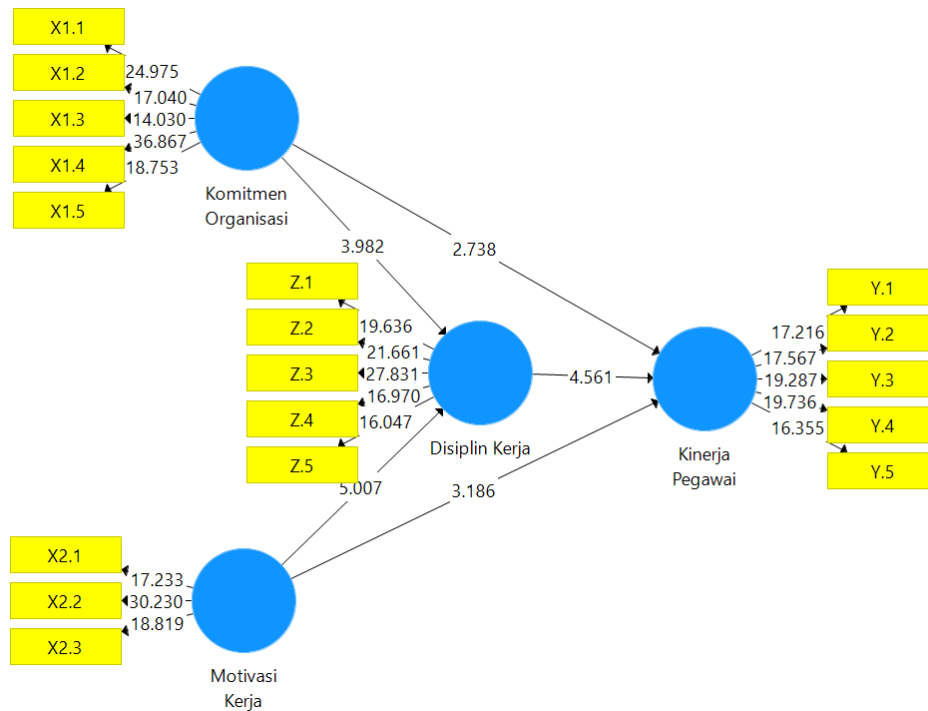 X1.1
X1.2
X1.3
X1.4
X1.5
24.975
17.040
14.030
36.867
18.753
Komitmen
Organisasi
3.982
2.738
Z.1
Z.2
Z.3
Z.4
Z.5
19.636
21.661
27.831
16.970
16.047
Disiplin Kerja
4.561
Y.1
Y.2
Y.3
Y.4
Y.5
17.216
17.567
19.287
19.736
16.355
Kinerja
Pegawai
5.007
3.186
X2.1
X2.2
X2.3
17.233
30.230
18.819
Motivasi
Kerja